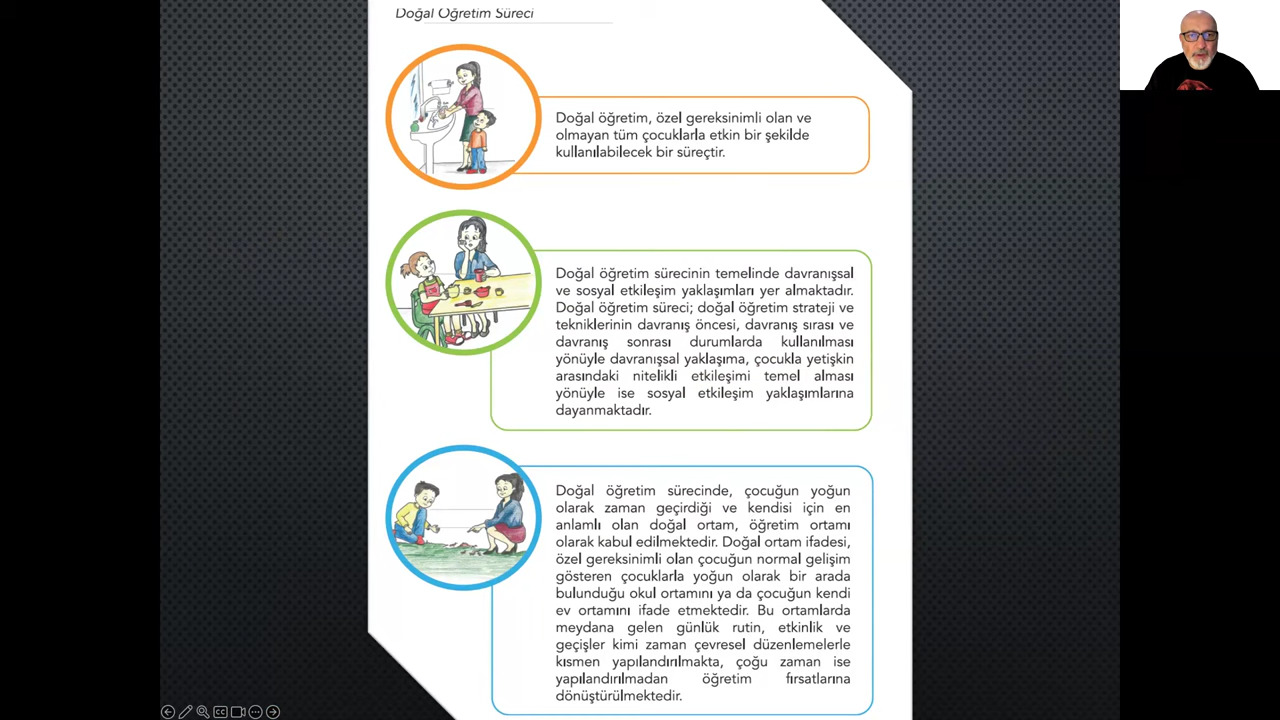 Doğal Öğretim Süreci
Doğal öğretim, özel gereksinimli olan ve
olmayan tüm çocuklarla etkin bir şekilde
kullanılabilecek bir süreçtir.
Doğal öğretim sürecinin temelinde davranışsal
ve sosyal etkileşim yaklaşımları yer almaktadır.
Doğal öğretim süreci; doğal öğretim strateji ve
tekniklerinin davranış öncesi, davranış sırası ve
davranış sonrası durumlarda kullanılması
yönüyle davranışsal yaklaşıma, çocukla yetişkin
arasındaki nitelikli etkileşimi temel alması
yönüyle ise sosyal etkileşim yaklaşımlarına
dayanmaktadır.
Doğal öğretim sürecinde, çocuğun yoğun
olarak zaman geçirdiği ve kendisi için en
anlamlı olan doğal ortam, öğretim ortamı
olarak kabul edilmektedir. Doğal ortam ifadesi,
özel gereksinimli olan çocuğun normal gelişim
gösteren çocuklarla yoğun olarak bir arada
bulunduğu okul ortamını ya da çocuğun kendi
ev ortamını ifade etmektedir. Bu ortamlarda
meydana gelen günlük rutin, etkinlik ve
geçişler kimi zaman çevresel düzenlemelerle
kısmen yapılandırılmakta, çoğu zaman ise
yapılandırılmadan öğretim fırsatlarına
dönüştürülmektedir.